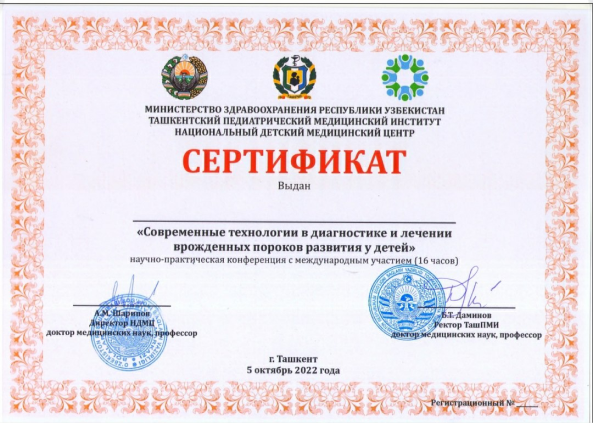 МИНИСТЕРСТВО ЗДРАВООХРАНЕНИЯ РЕСПУБЛИКИ УЗБЕКИСТАН
ТАШКЕНТСКИЙ ПЕДИАТРИЧЕСКИЙ МЕДИЦИНСКИЙ ИНСТИТУТ
НАЦИОНАЛЬНЫЙ ДЕТСКИЙ МЕДИЦИНСКИЙ ЦЕНТР
СЕРТИФИКАТ
Выдан
«Современные технологии в диагностике и лечении
врожденных пороков развития у детей»
научно-практическая конференция с международным участием (16 часов)
А.М. Шарипов
Директор НДМЦ
доктор медицинских наук, профессор
Б.Т. Даминов
Ректор ТашПМИ
доктор медицинских наук, профессор
г. Ташкент
5 октябрь 2022 года
Регистрационный №